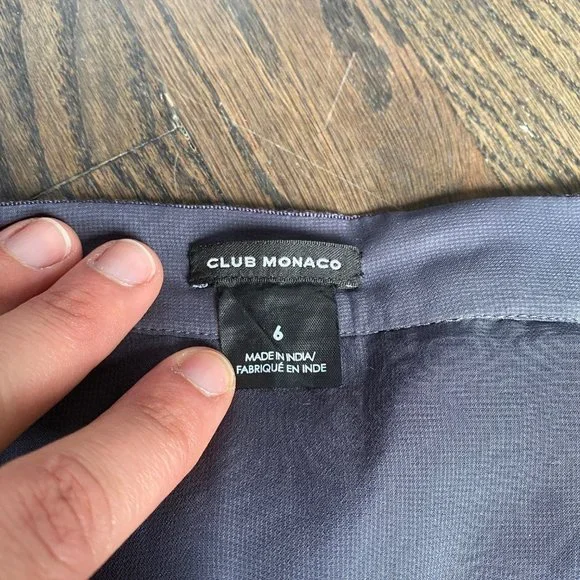 CLUB MONACO
6
MADE IN INDIA/
FABRIQUÉ EN INDE